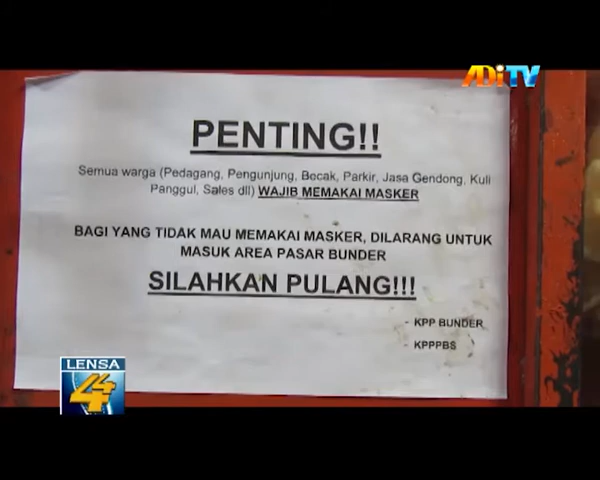 ADiTV
PENTING!!
Semua warga (Pedagang, Pengunjung, Becak, Parkir, Jasa Gendong, Kuli
Panggul, Sales dll) WAJIB MEMAKAI MASKER
BAGI YANG TIDAK MAU MEMAKAI MASKER, DILARANG UNTUK
MASUK AREA PASAR BUNDER
SILAHKAN PULANG!!!
- KPP BUNDER
- KPPPBS
LENSA
44